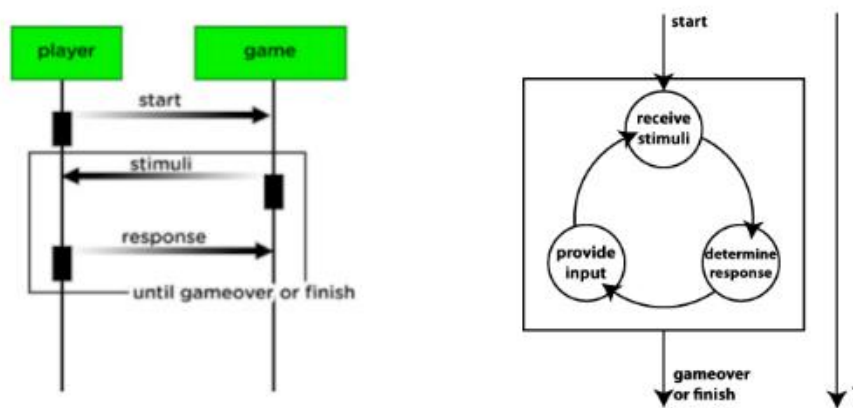 player
game
start
stimuli
response
until gameover or finish
start
receive
stimuli
provide
input
determine
response
gameover
or finish